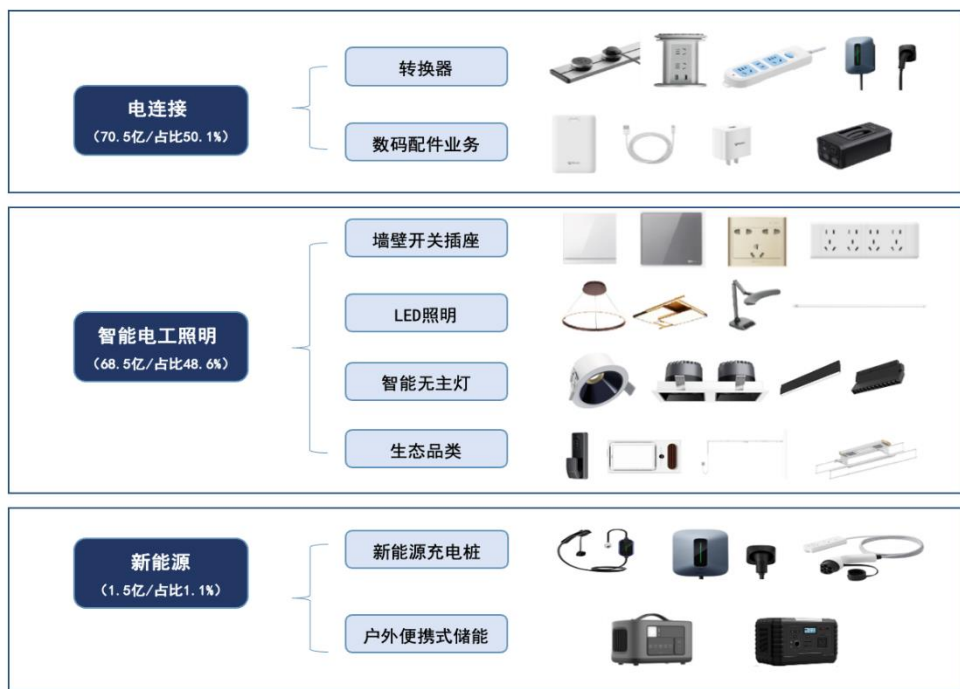 电连接
(70.5亿/占比50.1%)
转换器
数码配件业务
智能电工照明
(68.5亿/占比48.6%)
墙壁开关插座
LED照明
智能无主灯
生态品类
新能源
(1.5亿/占比1.1%)
新能源充电桩
户外便携式储能